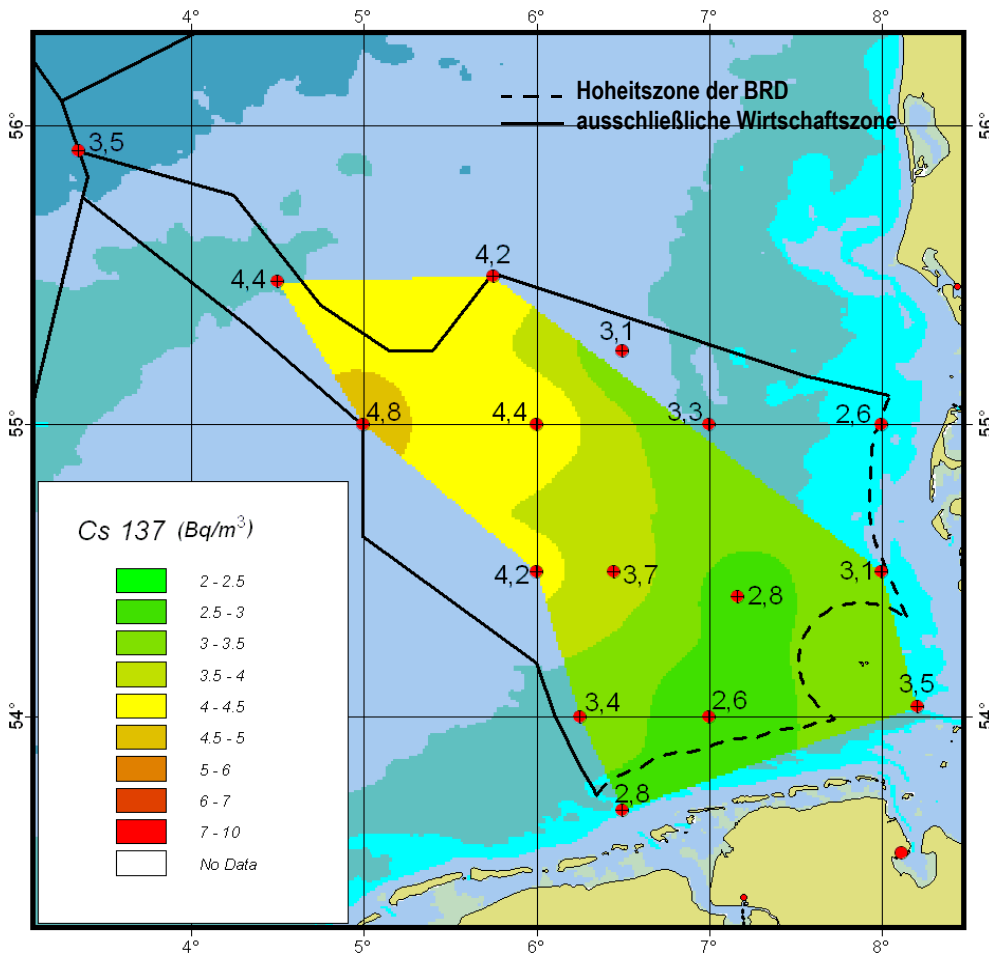 4° 5° 6° 7° 8°
Hoheitszone der BRD
ausschließliche Wirtschaftszone
56° 56°
3,5
4,2
4,4
3,1
55° 4,8 4,4 3,3 2,6 55°
Cs 137 (Bq/m³)
2 - 2.5
2.5 - 3
3 - 3.5
3.5 - 4
4 - 4.5
4.5 - 5
5 - 6
6 - 7
7 - 10
No Data
4,2 3,7 3,1
2,8
3,4 2,6 3,5
54° 54°
2,8
4° 5° 6° 7° 8°